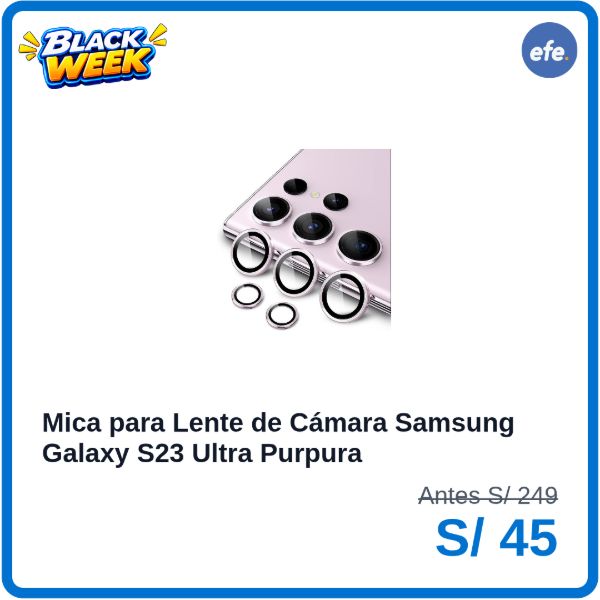 BLACK
WEEK
efe.
Mica para Lente de Cámara Samsung
Galaxy S23 Ultra Purpura
Antes S/ 249
S/ 45